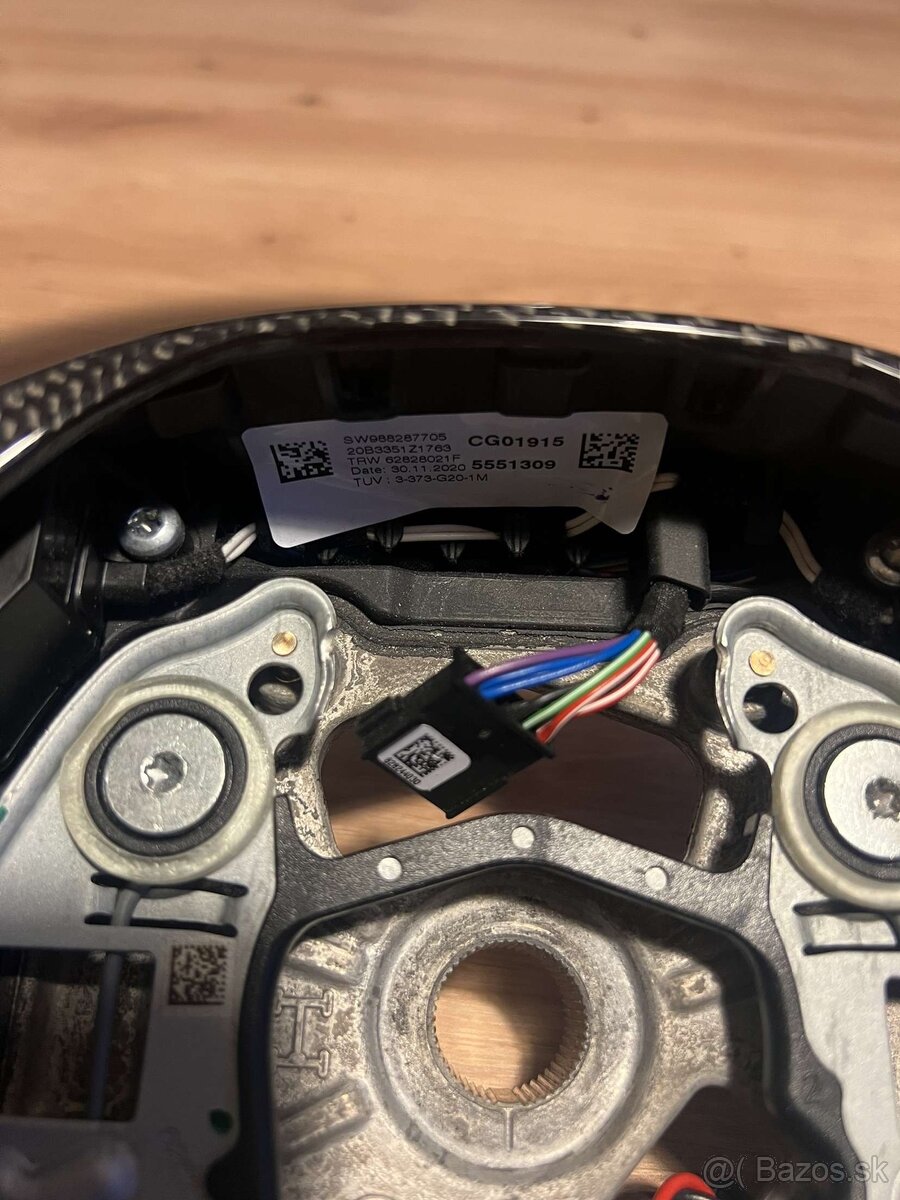 SW988287705
20B3351Z1763
TRW 62828021F
Date: 30.11.2020
TUV : 3-373-G20-1M
CG01915
5551309
@( Bazos.sk